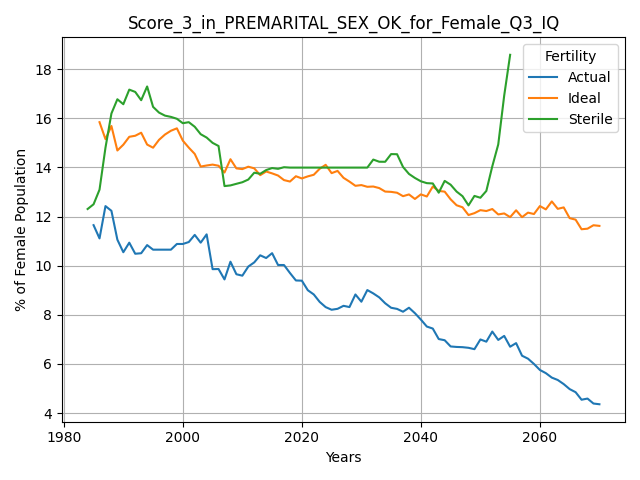 Score_3_in_PREMARITAL_SEX_OK_for_Female_Q3_IQ
% of Female Population
18
16
14
12
10
8
6
4
Fertility
Actual
Ideal
Sterile
1980
2000
2020
2040
2060
Years